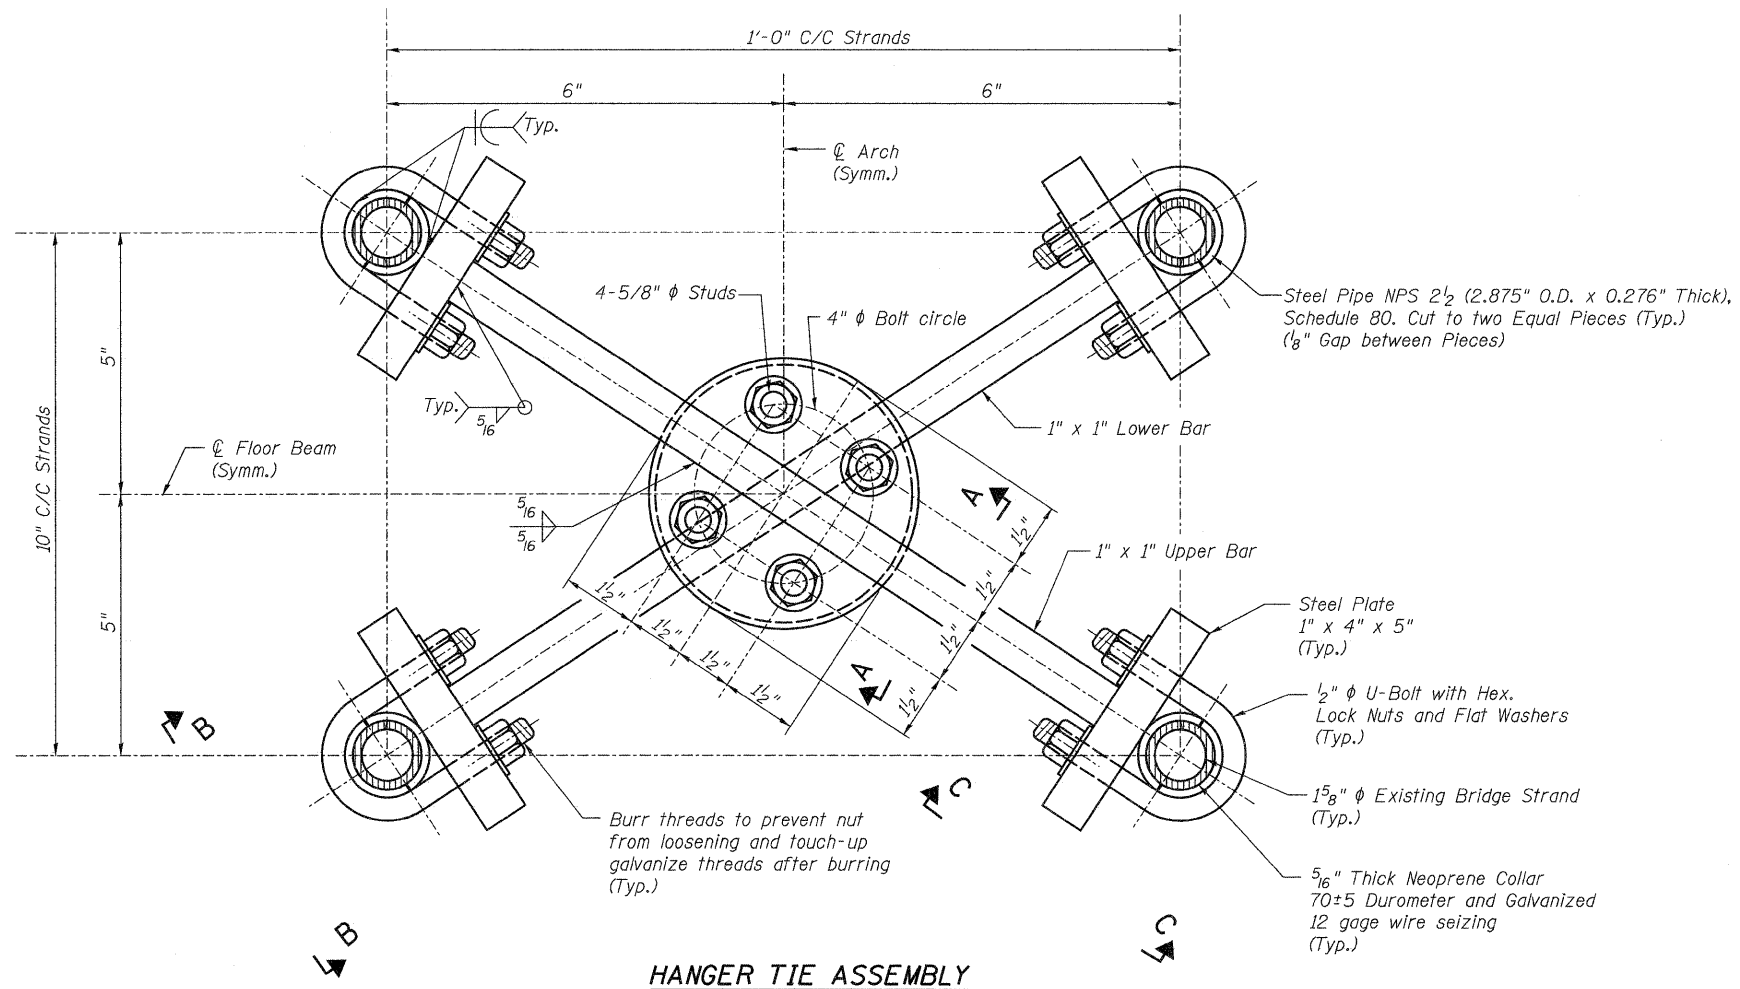 1'-0" C/C Strands
6"
6"
Typ.
℄ Arch
(Symm.)
4-5/8" ϕ Studs
4" ϕ Bolt circle
Steel Pipe NPS 2½ (2.875" O.D. x 0.276" Thick),
Schedule 80. Cut to two Equal Pieces (Typ.)
(⅛" Gap between Pieces)
5"
Typ.
5/16
1" x 1" Lower Bar
℄ Floor Beam
(Symm.)
10" C/C Strands
5/16
5/16
A
1½"
1" x 1" Upper Bar
1½"
1½"
1½"
1½"
1½"
1½"
1½"
A
5"
Steel Plate
1" x 4" x 5"
(Typ.)
½" ϕ U-Bolt with Hex.
Lock Nuts and Flat Washers
(Typ.)
B
C
1⅝" ϕ Existing Bridge Strand
(Typ.)
Burr threads to prevent nut
from loosening and touch-up
galvanize threads after burring
(Typ.)
5/16" Thick Neoprene Collar
70±5 Durometer and Galvanized
12 gage wire seizing
(Typ.)
B
C
HANGER TIE ASSEMBLY